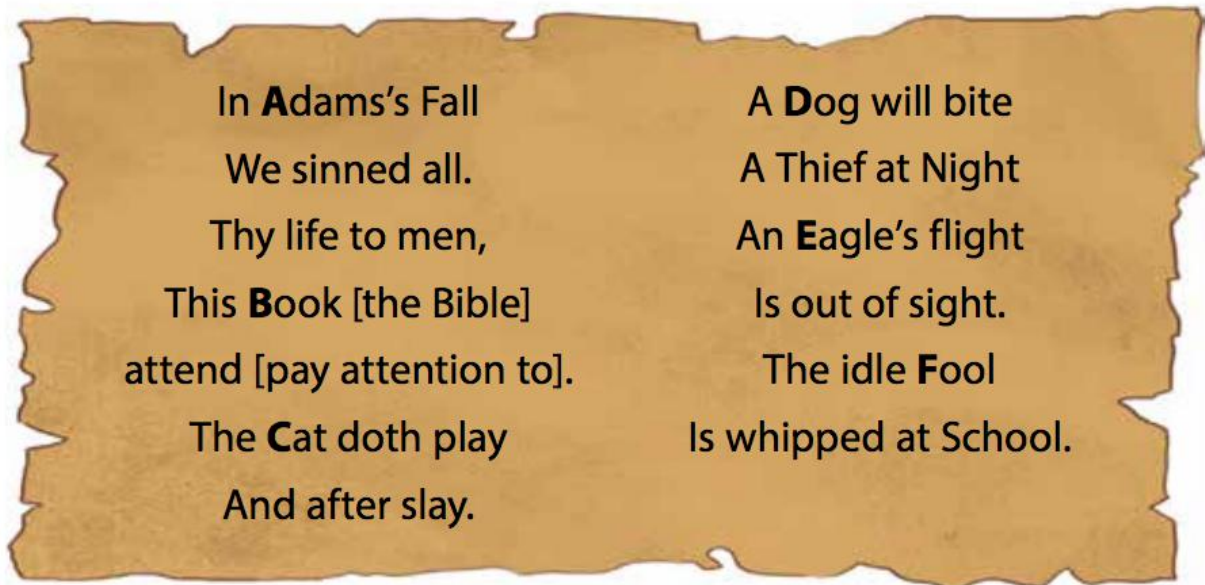 In Adams's Fall
We sinned all.
Thy life to men,
This Book [the Bible]
attend [pay attention to].
The Cat doth play
And after slay.
A Dog will bite
A Thief at Night
An Eagle's flight
Is out of sight.
The idle Fool
Is whipped at School.